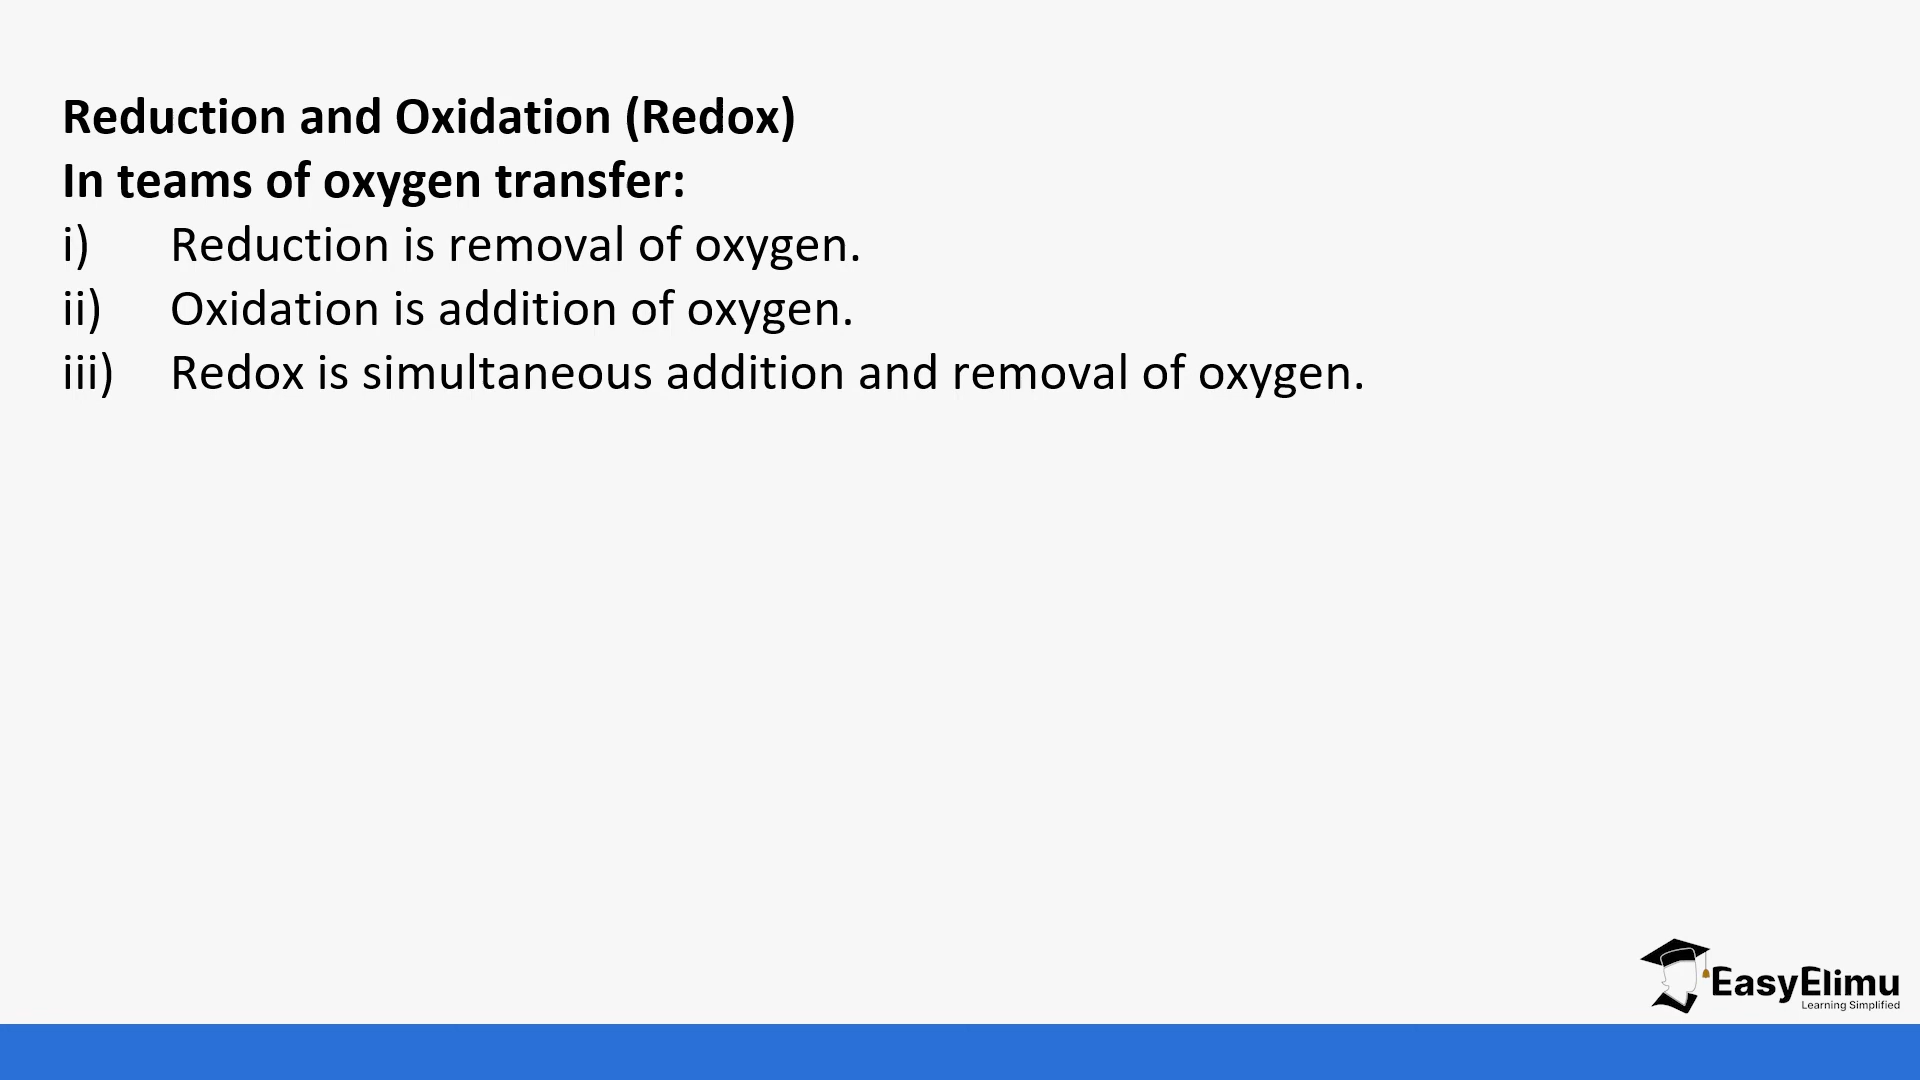 Reduction and Oxidation (Redox)
In teams of oxygen transfer:
i) Reduction is removal of oxygen.
ii) Oxidation is addition of oxygen.
iii) Redox is simultaneous addition and removal of oxygen.
EasyElimu
Learning Simplified